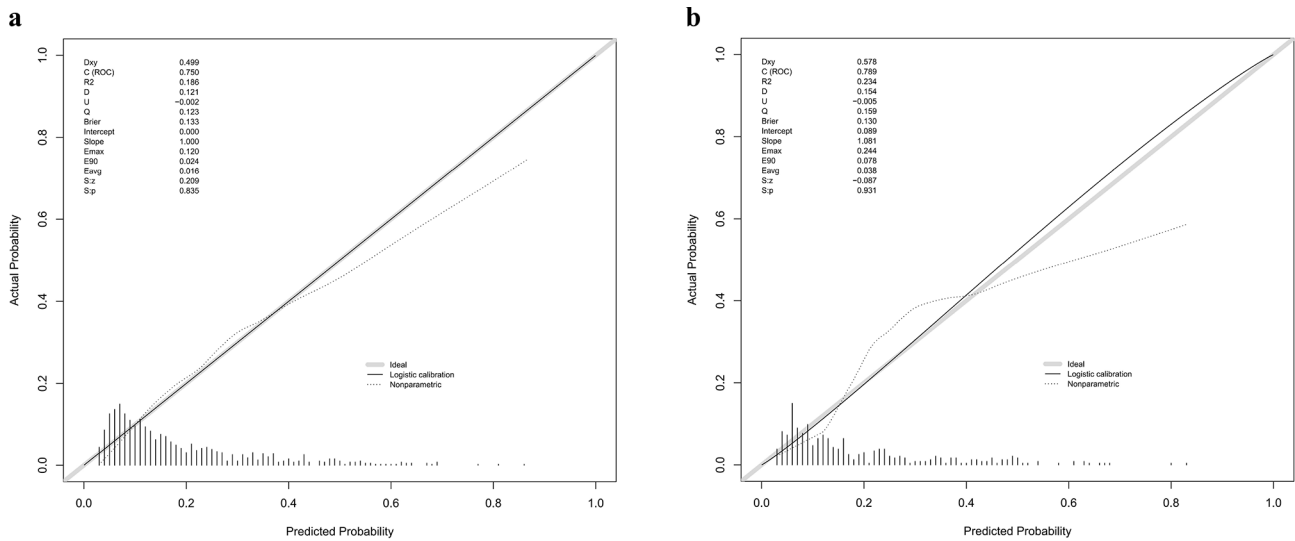 a
Dxy 0.499
C (ROC) 0.750
R2 0.186
D 0.121
U −0.002
Q 0.123
Brier 0.133
Intercept 0.000
Slope 1.000
Emax 0.120
E90 0.024
Eavg 0.016
S:z 0.209
S:p 0.835
Actual Probability
1.0
0.8
0.6
0.4
0.2
0.0
Ideal
Logistic calibration
Nonparametric
0.0 0.2 0.4 0.6 0.8 1.0
Predicted Probability
b
Dxy 0.578
C (ROC) 0.789
R2 0.234
D 0.154
U −0.005
Q 0.159
Brier 0.130
Intercept 0.089
Slope 1.081
Emax 0.244
E90 0.078
Eavg 0.038
S:z −0.087
S:p 0.931
Actual Probability
1.0
0.8
0.6
0.4
0.2
0.0
Ideal
Logistic calibration
Nonparametric
0.0 0.2 0.4 0.6 0.8 1.0
Predicted Probability